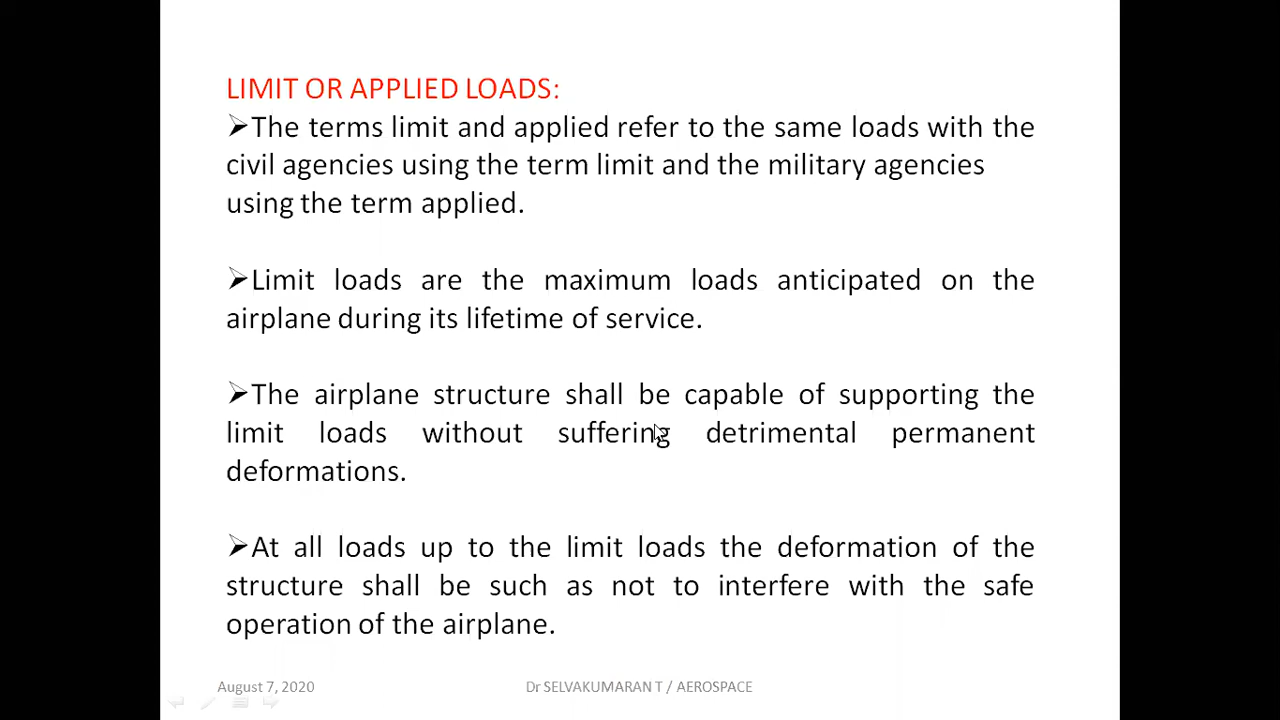 LIMIT OR APPLIED LOADS:
➢The terms limit and applied refer to the same loads with the
civil agencies using the term limit and the military agencies
using the term applied.
➢Limit loads are the maximum loads anticipated on the
airplane during its lifetime of service.
➢The airplane structure shall be capable of supporting the
limit loads without suffering detrimental permanent
deformations.
➢At all loads up to the limit loads the deformation of the
structure shall be such as not to interfere with the safe
operation of the airplane.
August 7, 2020
Dr SELVAKUMARAN T / AEROSPACE